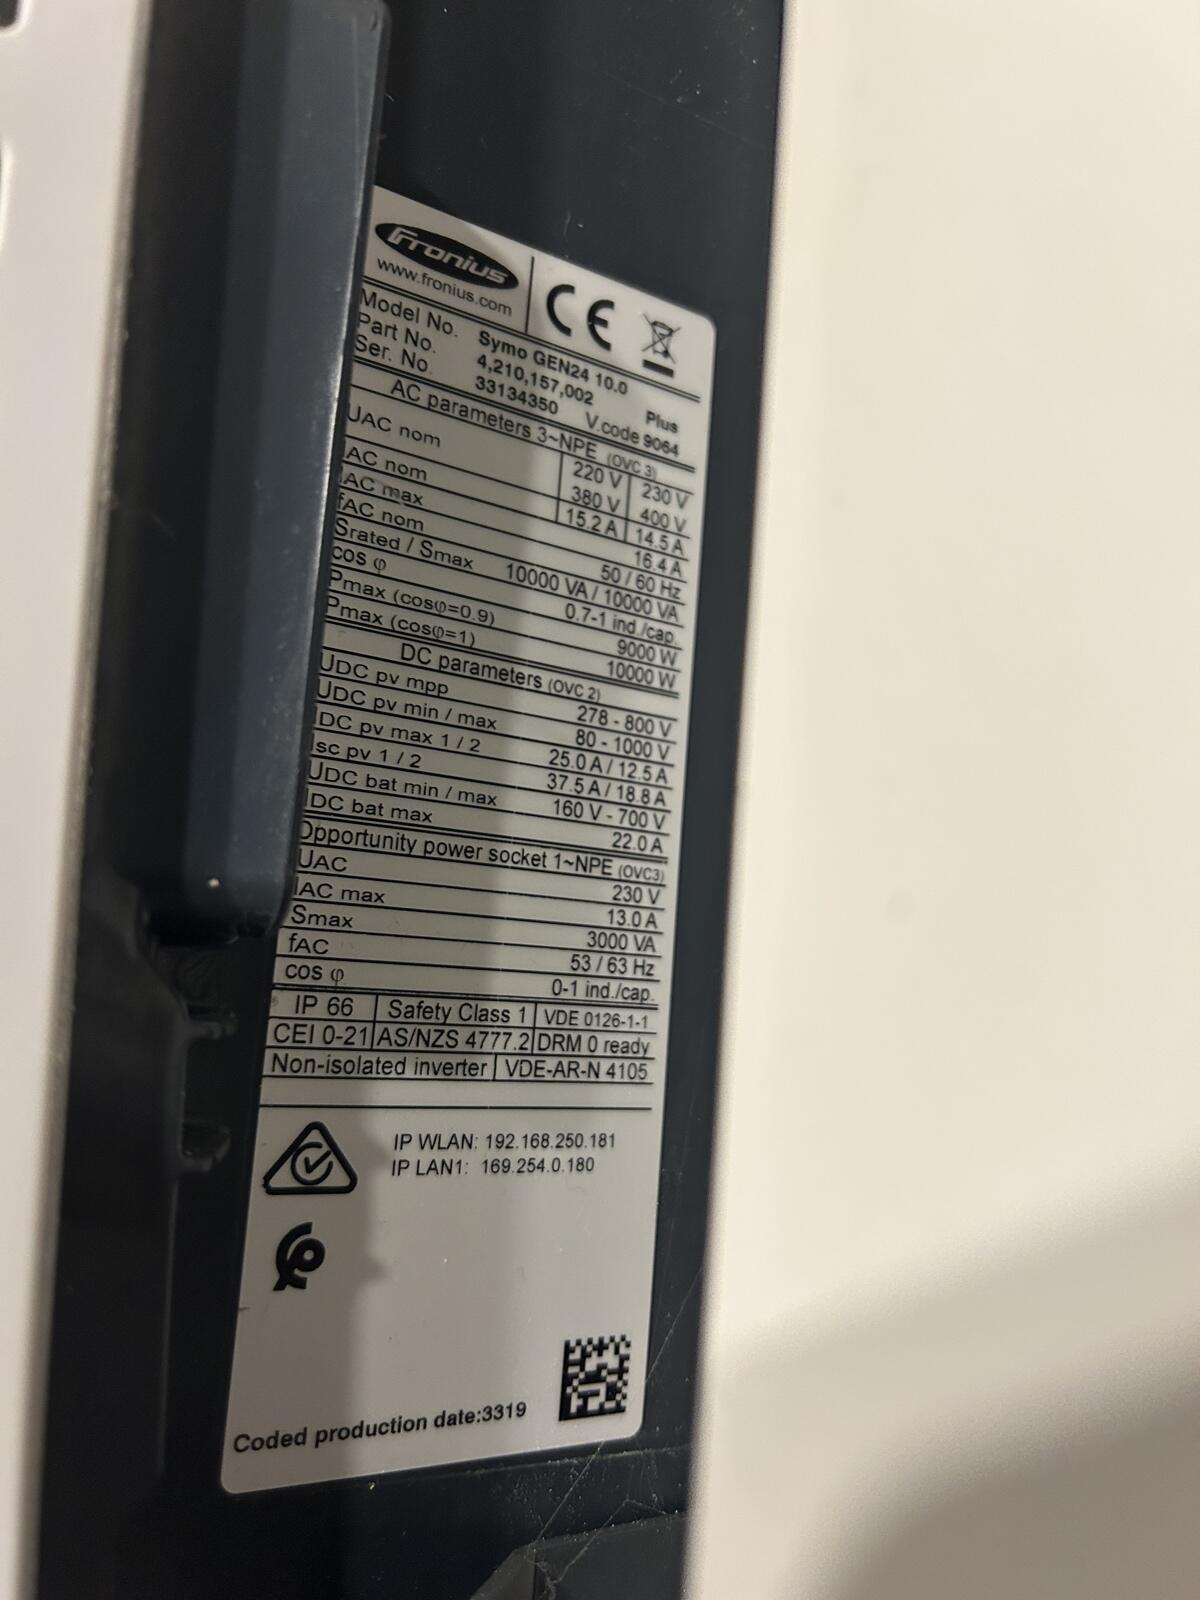 Fronius
www.fronius.com
CE
Model No. Symo GEN24 10.0 Plus
Part No. 4,210,157,002
Ser. No. 33134350 V.code 9064
AC parameters 3~NPE (OVC 3)
UAC nom 220 V 230 V
380 V 400 V
IAC nom 15.2 A 14.5 A
IAC max 16.4 A
fAC nom 50 / 60 Hz
Srated / Smax 10000 VA / 10000 VA
cos φ 0.7-1 ind./cap.
Pmax (cosφ=0.9) 9000 W
Pmax (cosφ=1) 10000 W
DC parameters (OVC 2)
UDC pv mpp 278 - 800 V
UDC pv min / max 80 - 1000 V
IDC pv max 1 / 2 25.0 A / 12.5 A
Isc pv 1 / 2 37.5 A / 18.8 A
UDC bat min / max 160 V - 700 V
IDC bat max 22.0 A
Opportunity power socket 1~NPE (OVC3)
UAC 230 V
IAC max 13.0 A
Smax 3000 VA
fAC 53 / 63 Hz
cos φ 0-1 ind./cap.
IP 66 Safety Class 1 VDE 0126-1-1
CEI 0-21 AS/NZS 4777.2 DRM 0 ready
Non-isolated inverter VDE-AR-N 4105
IP WLAN: 192.168.250.181
IP LAN1: 169.254.0.180
Coded production date:3319